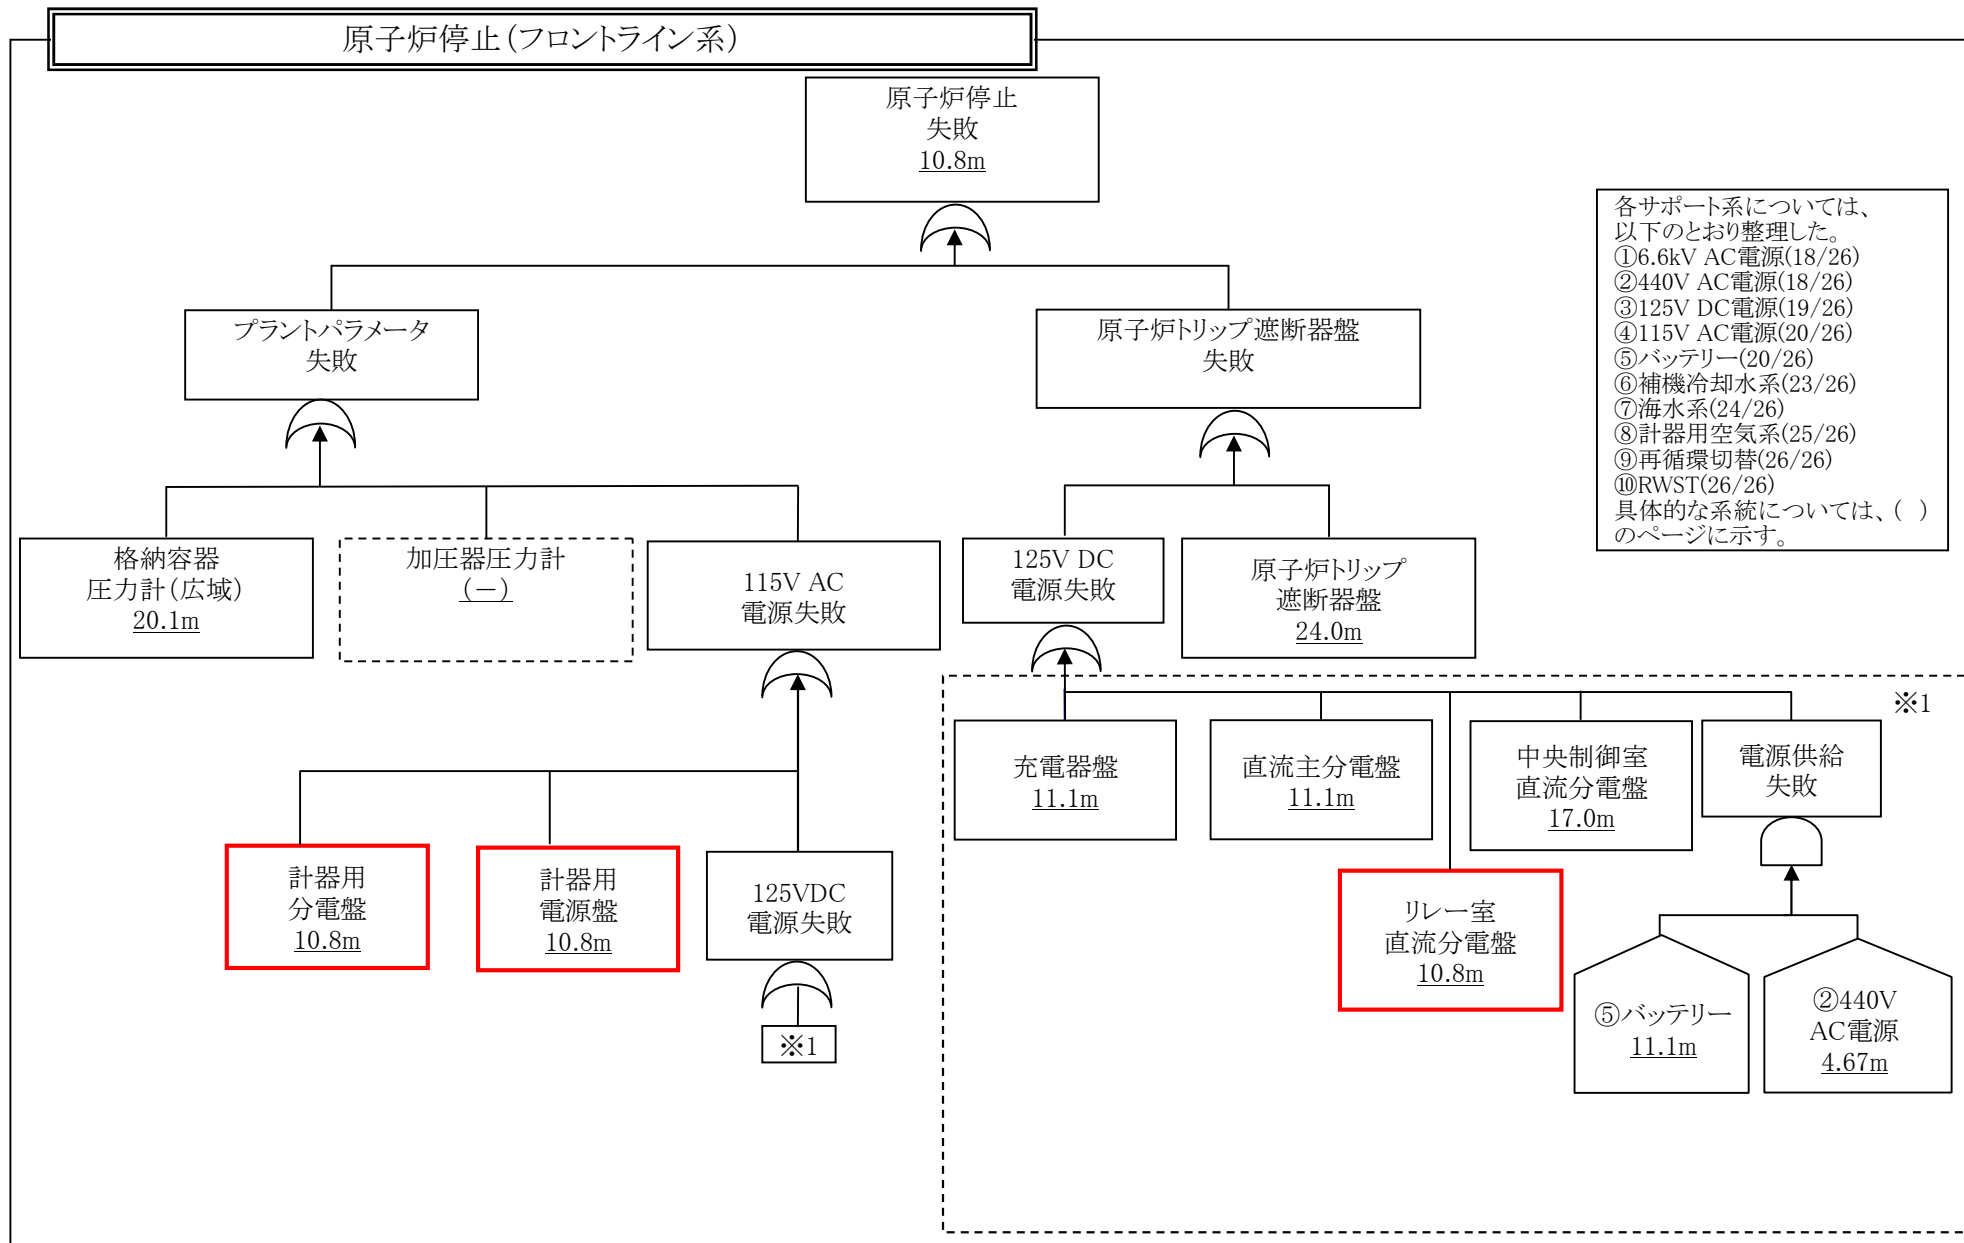 原子炉停止(フロントライン系)
原子炉停止
失敗
10.8m
各サポート系については、
以下のとおり整理した。
①6.6kV AC電源(18/26)
②440V AC電源(18/26)
③125V DC電源(19/26)
④115V AC電源(20/26)
⑤バッテリー(20/26)
⑥補機冷却水系(23/26)
⑦海水系(24/26)
⑧計器用空気系(25/26)
⑨再循環切替(26/26)
⑩RWST(26/26)
具体的な系統については、( )
のページに示す。
プラントパラメータ
失敗
原子炉トリップ遮断器盤
失敗
格納容器
圧力計(広域)
20.1m
加圧器圧力計
(-)
115V AC
電源失敗
125V DC
電源失敗
原子炉トリップ
遮断器盤
24.0m
※1
充電器盤
11.1m
直流主分電盤
11.1m
中央制御室
直流分電盤
17.0m
電源供給
失敗
計器用
分電盤
10.8m
計器用
電源盤
10.8m
125VDC
電源失敗
リレー室
直流分電盤
10.8m
⑤バッテリー
11.1m
②440V
AC電源
4.67m
※1